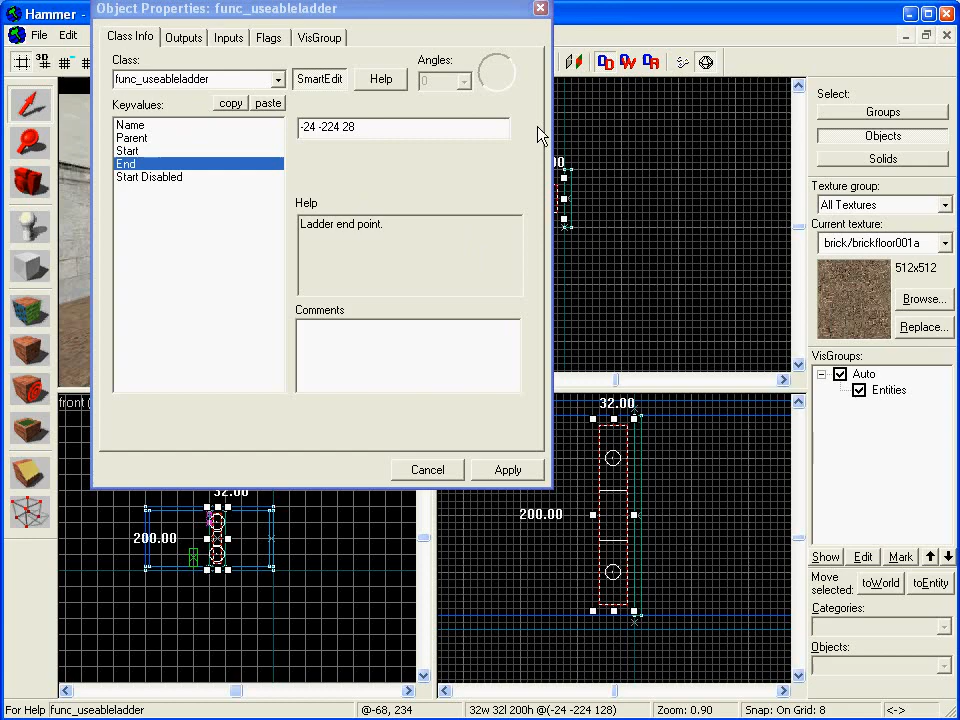 Hammer -
Object Properties: func_useableladder
File Edit
Class Info Outputs Inputs Flags VisGroup
Class:
func_useableladder
SmartEdit
Help
Angles:
0
Keyvalues:
copy
paste
Name
Parent
Start
End
Start Disabled
-24 -224 28
Help
Ladder end point.
Comments
Cancel
Apply
Select:
Groups
Objects
Solids
Texture group:
All Textures
Current texture:
brick/brickfloor001a
512x512
Browse...
Replace...
VisGroups:
Auto
Entities
front (
32.00
200.00
32.00
200.00
Show Edit Mark
Move selected:
toWorld
toEntity
Categories:
Objects:
For Help
func_useableladder
@-68, 234
32w 32l 200h @(-24 -224 128)
Zoom: 0.90
Snap: On Grid: 8
<->